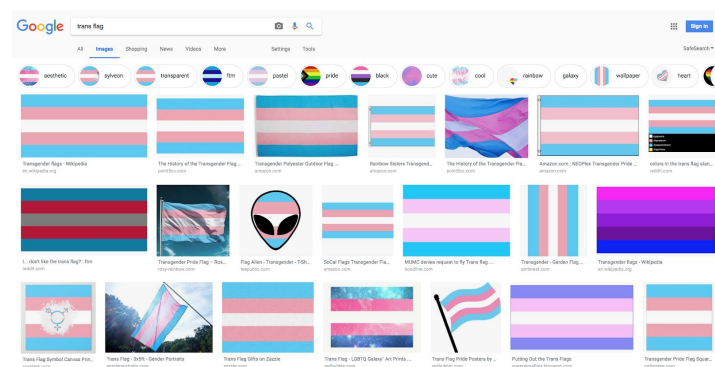 Google
trans flag
Sign in
All Images Shopping News Videos More Settings Tools
SafeSearch
aesthetic sylveon transparent ftm pastel pride black cute cool rainbow galaxy wallpaper heart
Transgender flags - Wikipedia
en.wikipedia.org
The History of the Transgender Flag ...
point5cc.com
Transgender Polyester Outdoor Flag ...
amazon.com
Rainbow Sisters Transgend...
amazon.com
The History of the Transgender Fla...
point5cc.com
Amazon.com : NEOPlex Transgender Pride ...
amazon.com
colors in the trans flag stan...
reddit.com
I... don't like the trans flag? : ftm
reddit.com
Transgender Pride Flag – Ros...
rosy-rainbow.com
Flag Alien - Transgender - T-Sh...
teepublic.com
SoCal Flags Transgender Fla...
amazon.com
MUMC denies request to fly Trans flag ...
hoodline.com
Transgender - Garden Flag ...
pinterest.com
Transgender flags - Wikipedia
en.wikipedia.org
Trans Flag Symbol Canvas Prin...
Trans Flag - 3x5ft - Gender Portraits
genderportraits.com
Trans Flag Gifts on Zazzle
zazzle.com
Trans Flag - LGBTQ Galaxy" Art Prints ...
redbubble.com
Trans Flag Pride Posters by ...
redbubble.com
Putting Out the Trans Flags
Transgender Pride Flag Squar...
cafepress.com